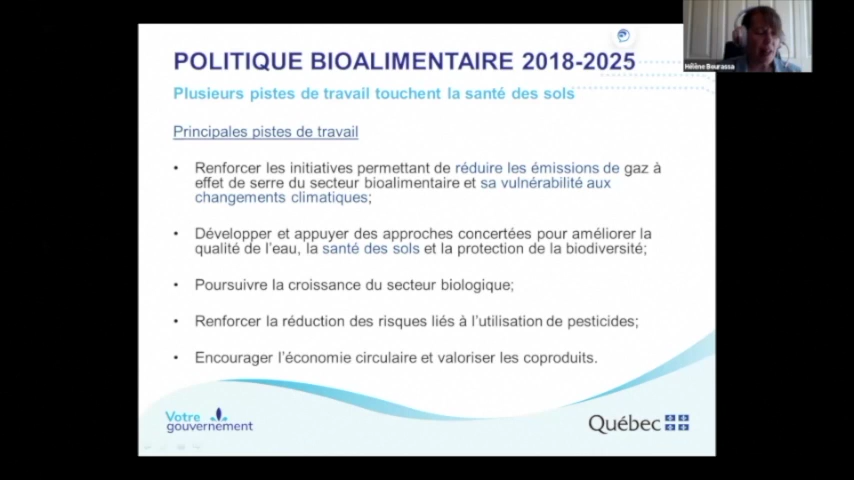 POLITIQUE BIOALIMENTAIRE 2018-2025
Hélène Bourassa
Plusieurs pistes de travail touchent la santé des sols
Principales pistes de travail
• Renforcer les initiatives permettant de réduire les émissions de gaz à
effet de serre du secteur bioalimentaire et sa vulnérabilité aux
changements climatiques;
• Développer et appuyer des approches concertées pour améliorer la
qualité de l'eau, la santé des sols et la protection de la biodiversité;
• Poursuivre la croissance du secteur biologique;
• Renforcer la réduction des risques liés à l'utilisation de pesticides;
• Encourager l'économie circulaire et valoriser les coproduits.
Votre
gouvernement
Québec